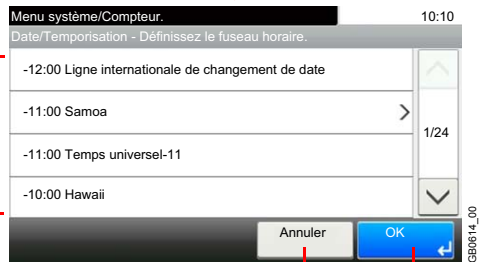 Menu système/Compteur. 10:10
Date/Temporisation - Définissez le fuseau horaire.
-12:00 Ligne internationale de changement de date
-11:00 Samoa
1/24
-11:00 Temps universel-11
-10:00 Hawaii
Annuler OK
GB0614_00